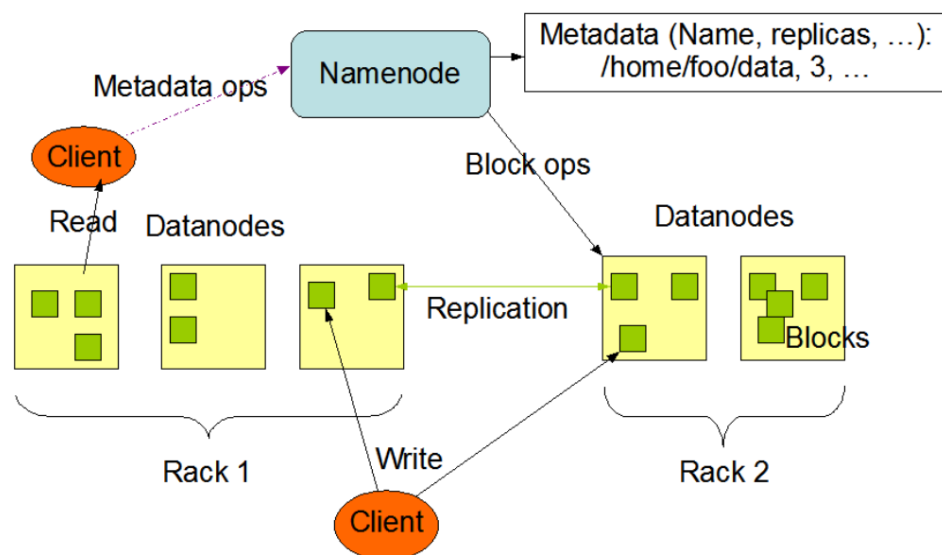 Metadata (Name, replicas, …):
/home/foo/data, 3, …
Namenode
Metadata ops
Client
Block ops
Read
Datanodes
Datanodes
Replication
Blocks
Rack 1
Write
Rack 2
Client